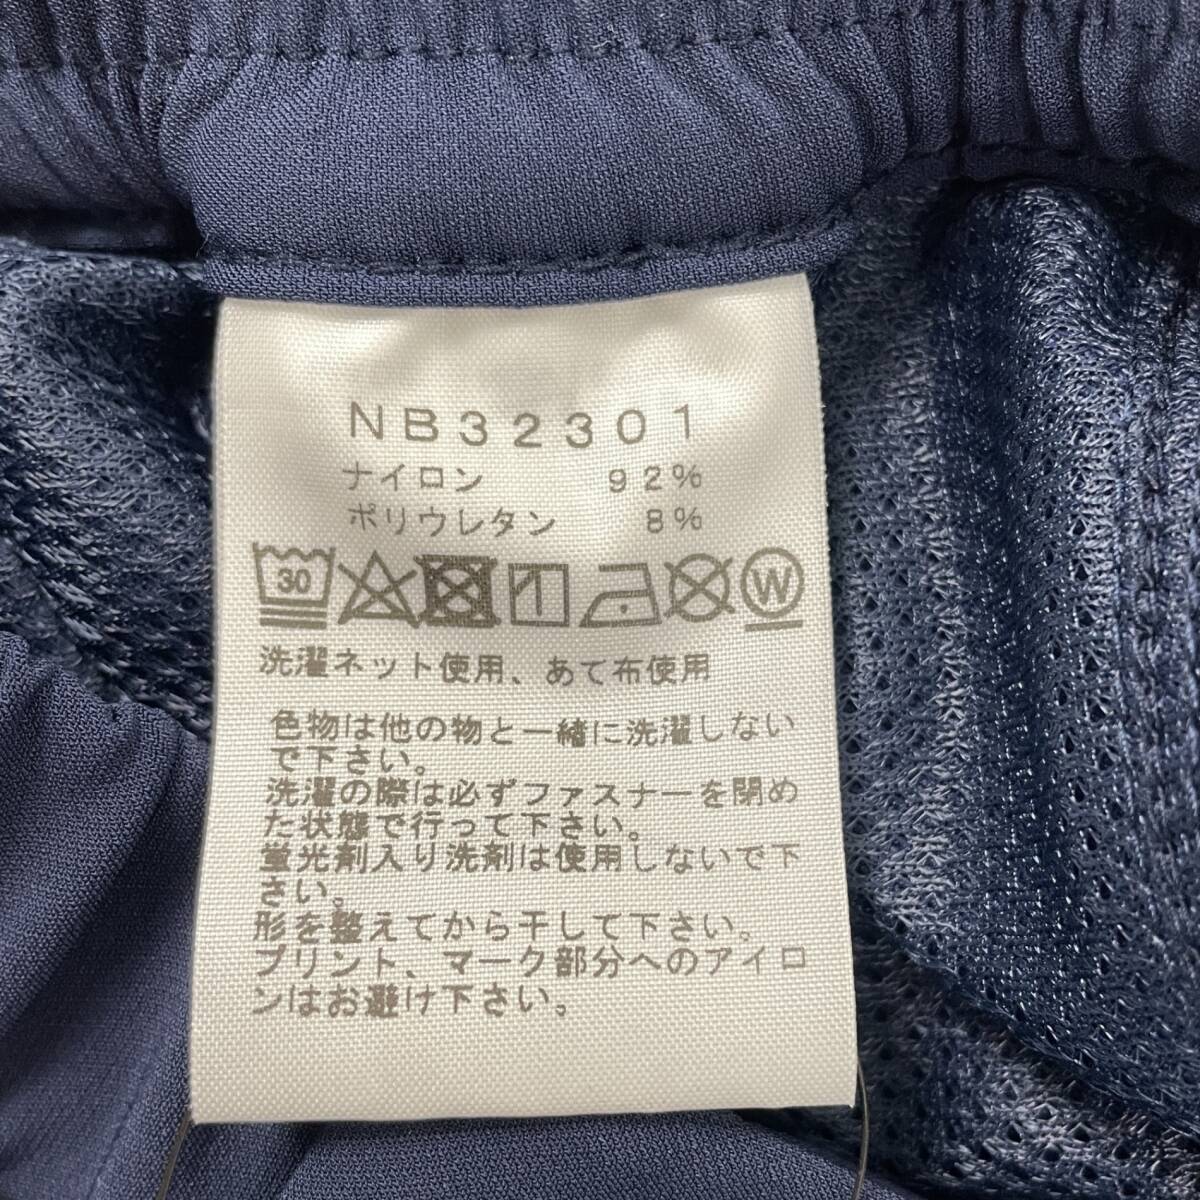 NB32301
ナイロン 92%
ポリウレタン 8%
30 W
洗濯ネット使用、あて布使用
色物は他の物と一緒に洗濯しない
で下さい。
洗濯の際は必ずファスナーを閉め
た状態で行って下さい。
蛍光剤入り洗剤は使用しないで下
さい。
形を整えてから干して下さい。
プリント、マーク部分へのアイロ
ンはお避け下さい。